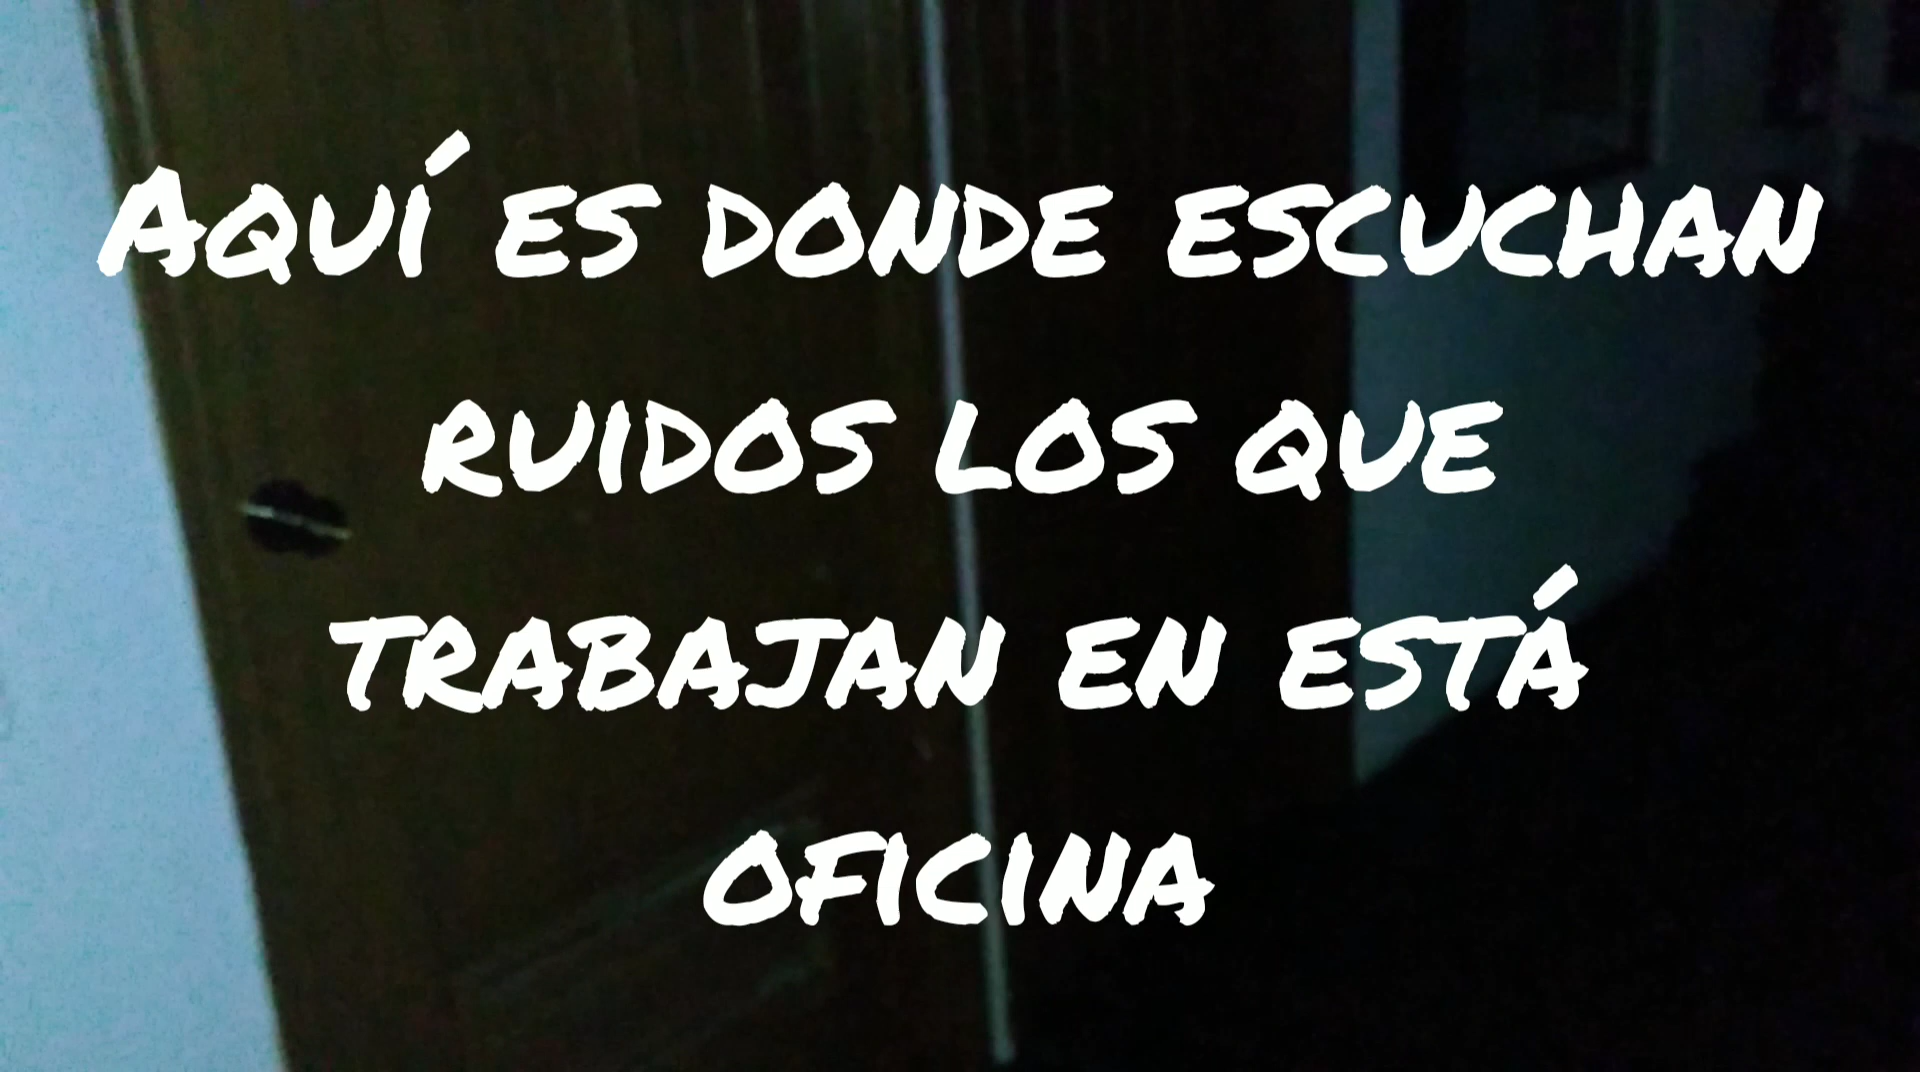 Aquí es donde escuchan
ruidos los que
trabajan en está
oficina